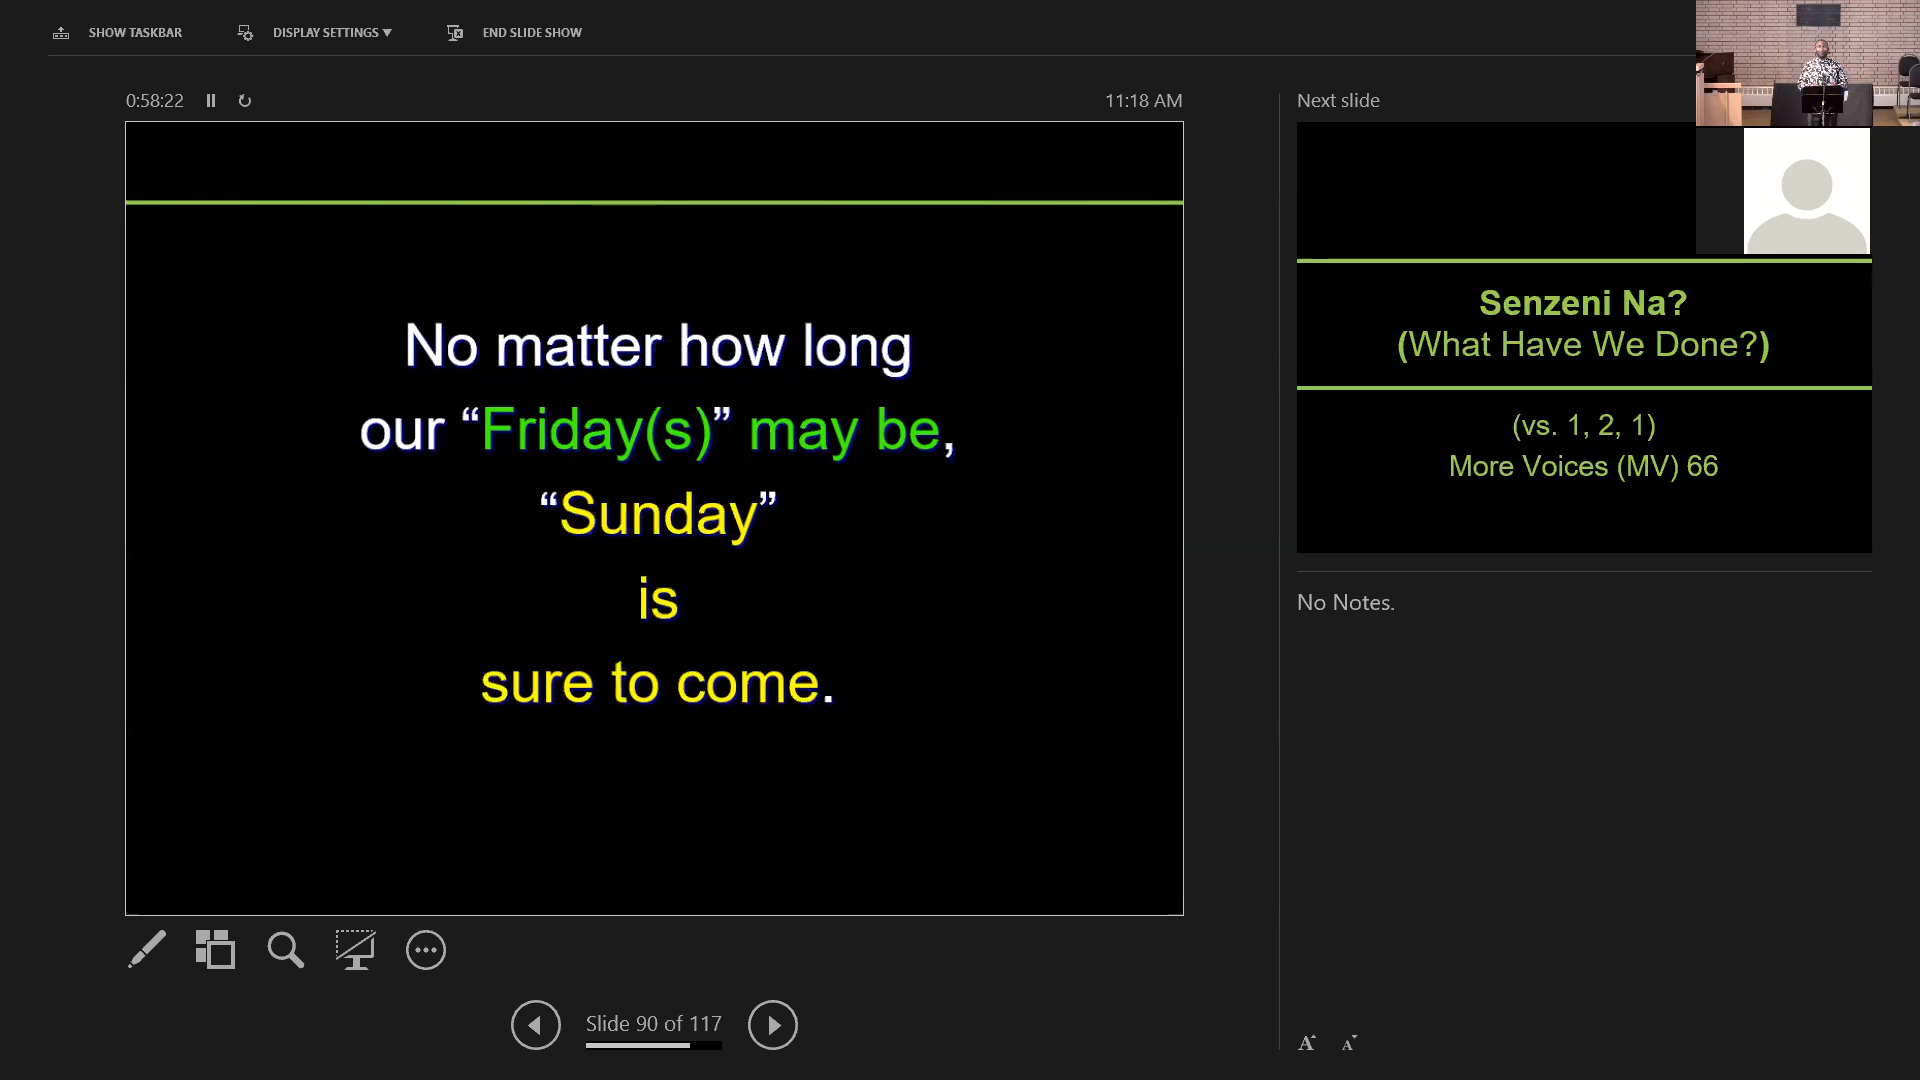 SHOW TASKBAR
DISPLAY SETTINGS ▼
END SLIDE SHOW
0:58:22
11:18 AM
No matter how long
our “Friday(s)” may be,
“Sunday”
is
sure to come.
Slide 90 of 117
Next slide
Senzeni Na?
(What Have We Done?)
(vs. 1, 2, 1)
More Voices (MV) 66
No Notes.
A A